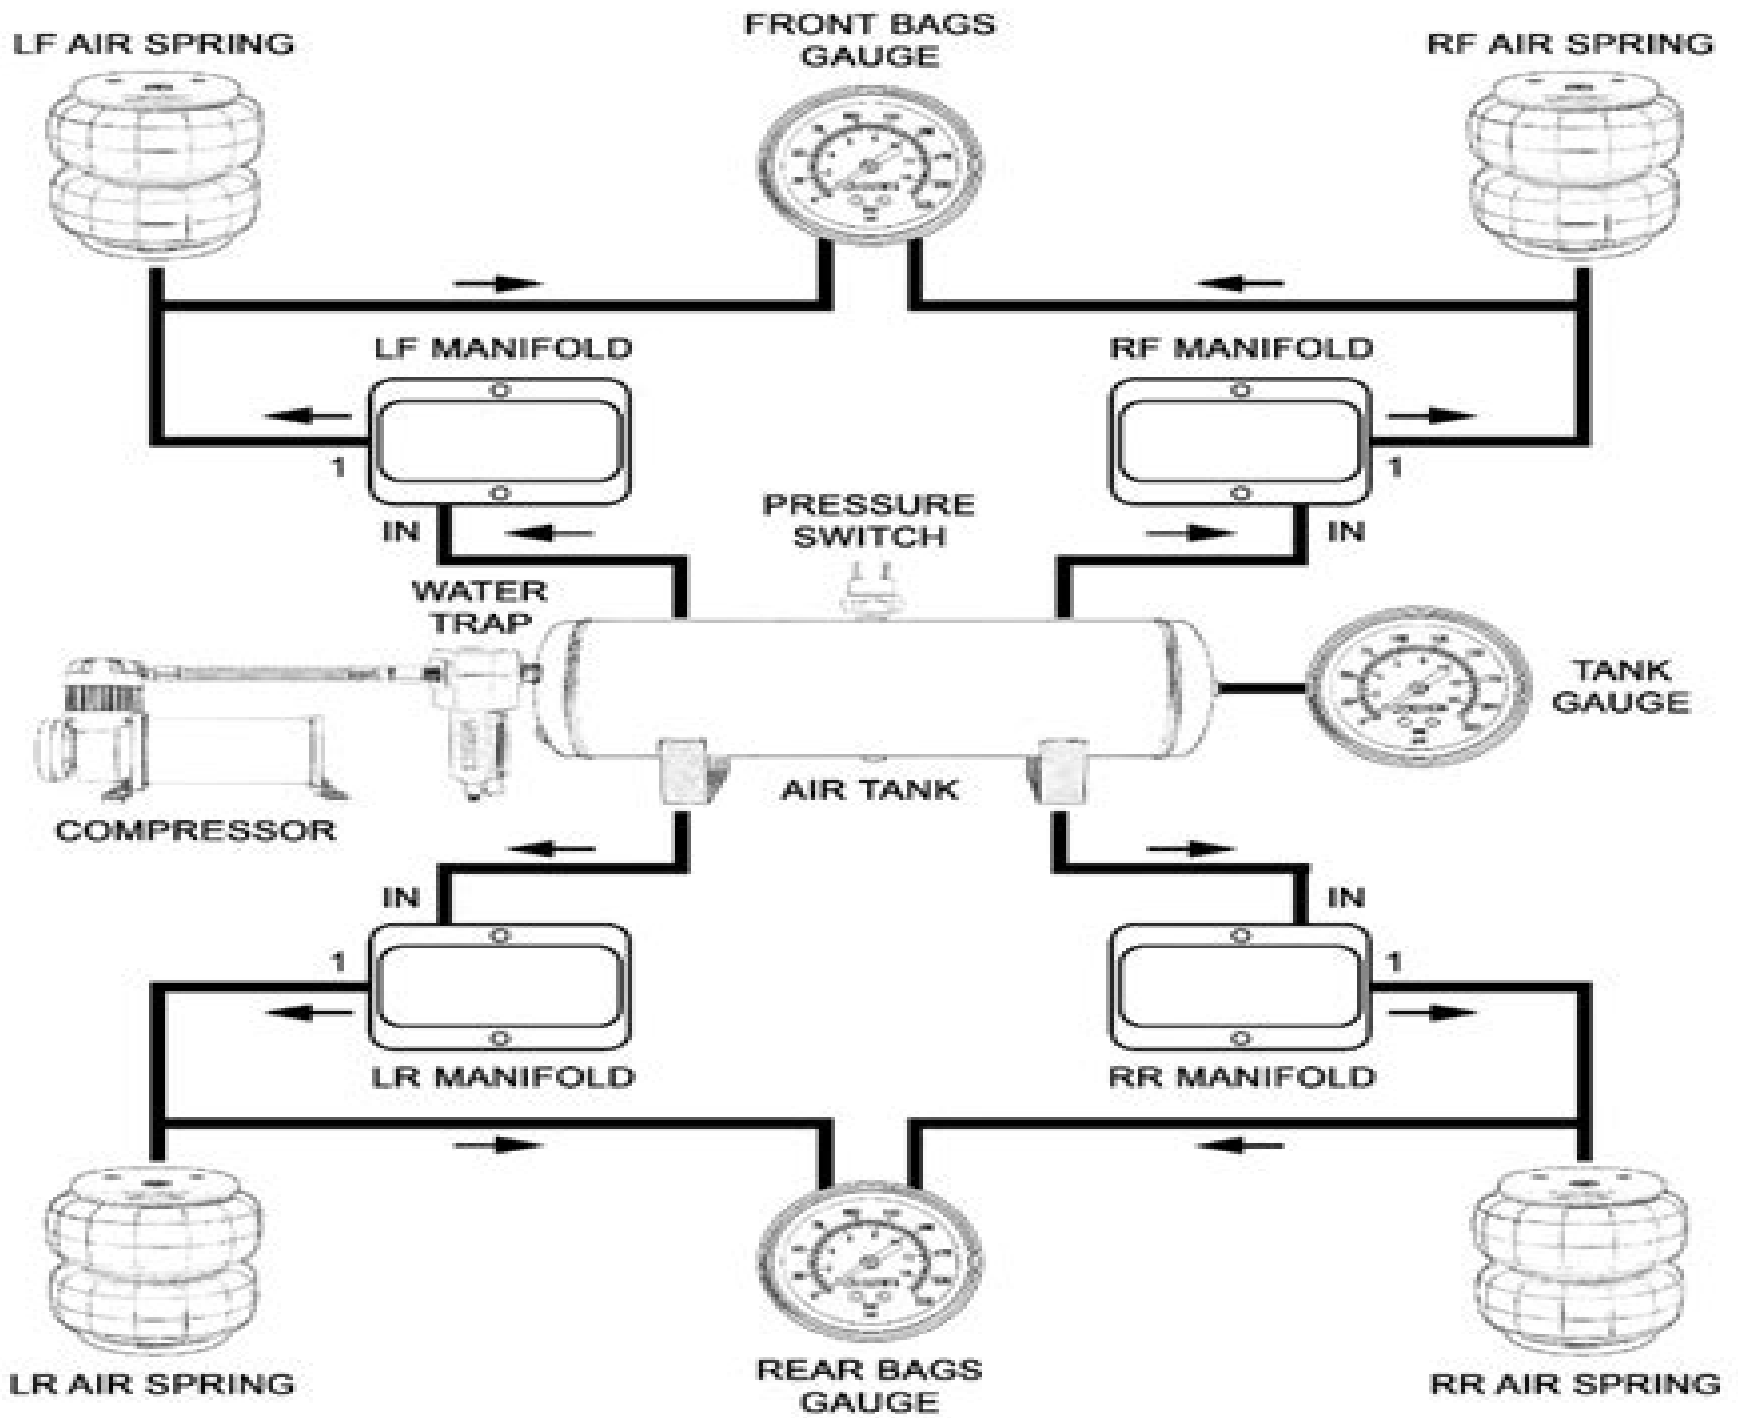 LF AIR SPRING
FRONT BAGS
GAUGE
RF AIR SPRING
LF MANIFOLD
RF MANIFOLD
1
1
IN
PRESSURE
SWITCH
IN
WATER
TRAP
TANK
GAUGE
AIR TANK
COMPRESSOR
IN
IN
1
1
LR MANIFOLD
RR MANIFOLD
LR AIR SPRING
REAR BAGS
GAUGE
RR AIR SPRING